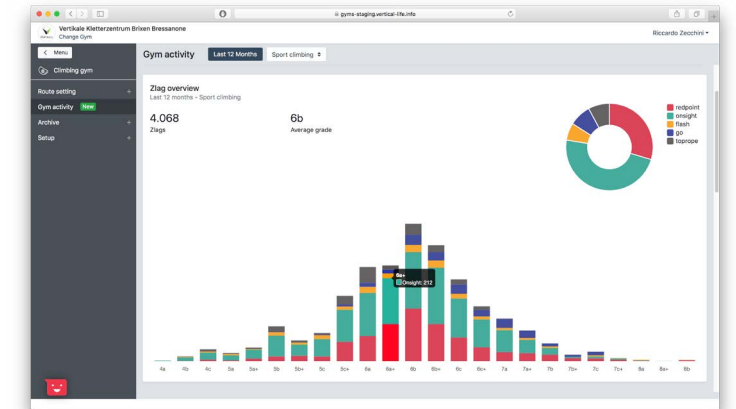 gyms-staging.vertical-life.info
Vertikale Kletterzentrum Brixen Bressanone
Change Gym
Riccardo Zecchini
Menu
Gym activity
Last 12 Months
Sport climbing
Climbing gym
Route setting +
Gym activity New
Archive +
Setup +
Zlag overview
Last 12 months - Sport climbing
4.068
Zlags
6b
Average grade
redpoint
onsight
flash
go
toprope
6a+
Onsight: 212
4a 4b 4c 5a 5a+ 5b 5b+ 5c 5c+ 6a 6a+ 6b 6b+ 6c 6c+ 7a 7a+ 7b 7b+ 7c 7c+ 8a 8a+ 8b